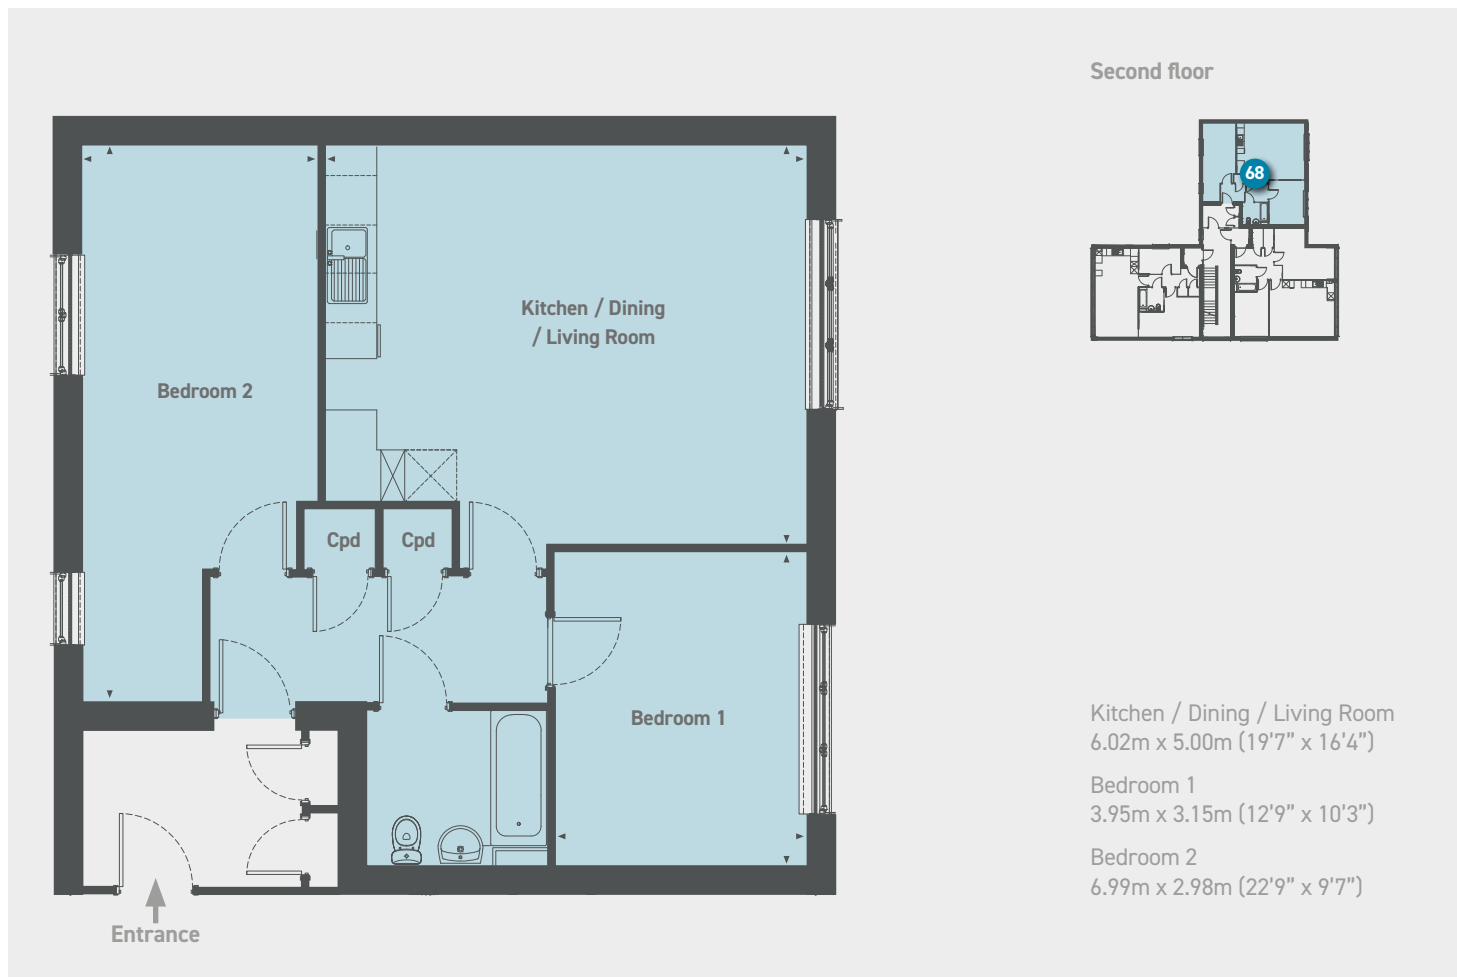 Second floor
68
Kitchen / Dining
/ Living Room
Bedroom 2
Cpd
Cpd
Bedroom 1
Entrance
Kitchen / Dining / Living Room
6.02m x 5.00m (19’7” x 16’4”)
Bedroom 1
3.95m x 3.15m (12’9” x 10’3”)
Bedroom 2
6.99m x 2.98m (22’9” x 9’7”)